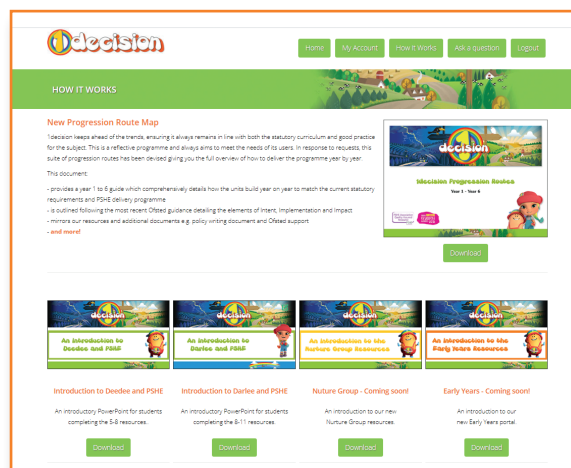 1decision
Home My Account How it Works Ask a question Logout
HOW IT WORKS
New Progression Route Map
1decision keeps ahead of the trends, ensuring it always remains in line with both the statutory curriculum and good practice
for the subject. This is a reflective programme and always aims to meet the needs of its users. In response to requests, this
suite of progression routes has been devised giving you the full overview of how to deliver the programme year by year.
This document:
- provides a year 1 to 6 guide which comprehensively details how the units build year on year to match the current statutory
requirements and PSHE delivery programme
- is outlined following the most recent Ofsted guidance detailing the elements of Intent, Implementation and Impact
- mirrors our resources and additional documents e.g. policy writing document and Ofsted support
- and more!
1decision
1decision Progression Routes
Year 1 - Year 6
Download
1decision 1decision 1decision 1decision
An Introduction to
Deedee and PSHE
An Introduction to
Darlee and PSHE
An Introduction to the
Nurture Group Resources
An Introduction to the
Early Years Resources
Introduction to Deedee and PSHE
An introductory PowerPoint for students
completing the 5-8 resources.
Download
Introduction to Darlee and PSHE
An introductory PowerPoint for students
completing the 8-11 resources.
Download
Nuture Group - Coming soon!
An introduction to our new
Nurture Group resources.
Download
Early Years - Coming soon!
An introduction to our
new Early Years portal.
Download